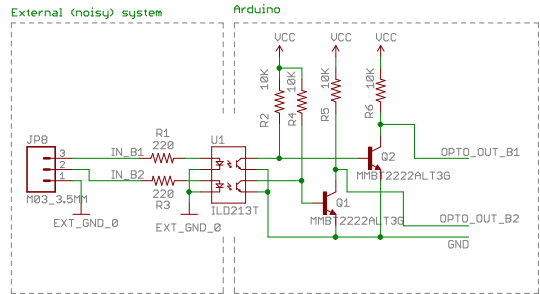 External (noisy) system
Arduino
VCC VCC VCC
10K 10K 10K 10K
R2 R4 R5 R6
JP8
3
2
1
M03_3.5MM
IN_B1
IN_B2
R1
220
220
R3
U1
ILD213T
EXT_GND_0
EXT_GND_0
Q2
MMBT2222ALT3G
Q1
MMBT2222ALT3G
OPTO_OUT_B1
OPTO_OUT_B2
GND